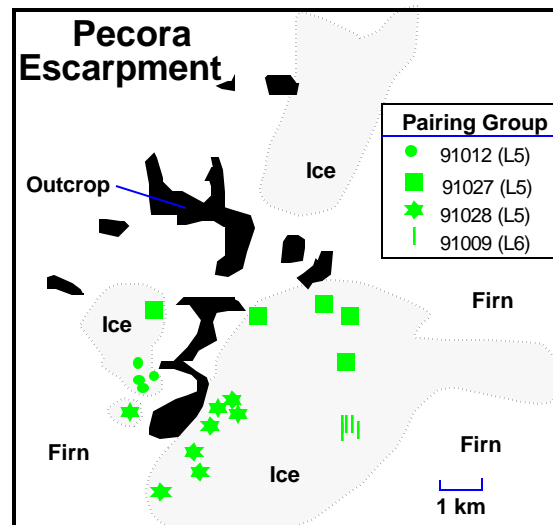 Pecora
Escarpment
Pairing Group
91012 (L5)
91027 (L5)
91028 (L5)
91009 (L6)
Ice
Outcrop
Firn
Ice
Firn
Firn
Ice
1 km